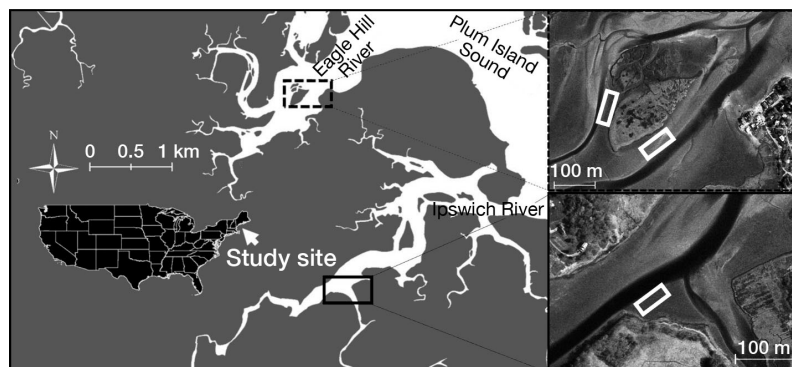 Eagle Hill
River
Plum Island
Sound
N
0 0.5 1 km
Ipswich River
Study site
100 m
100 m